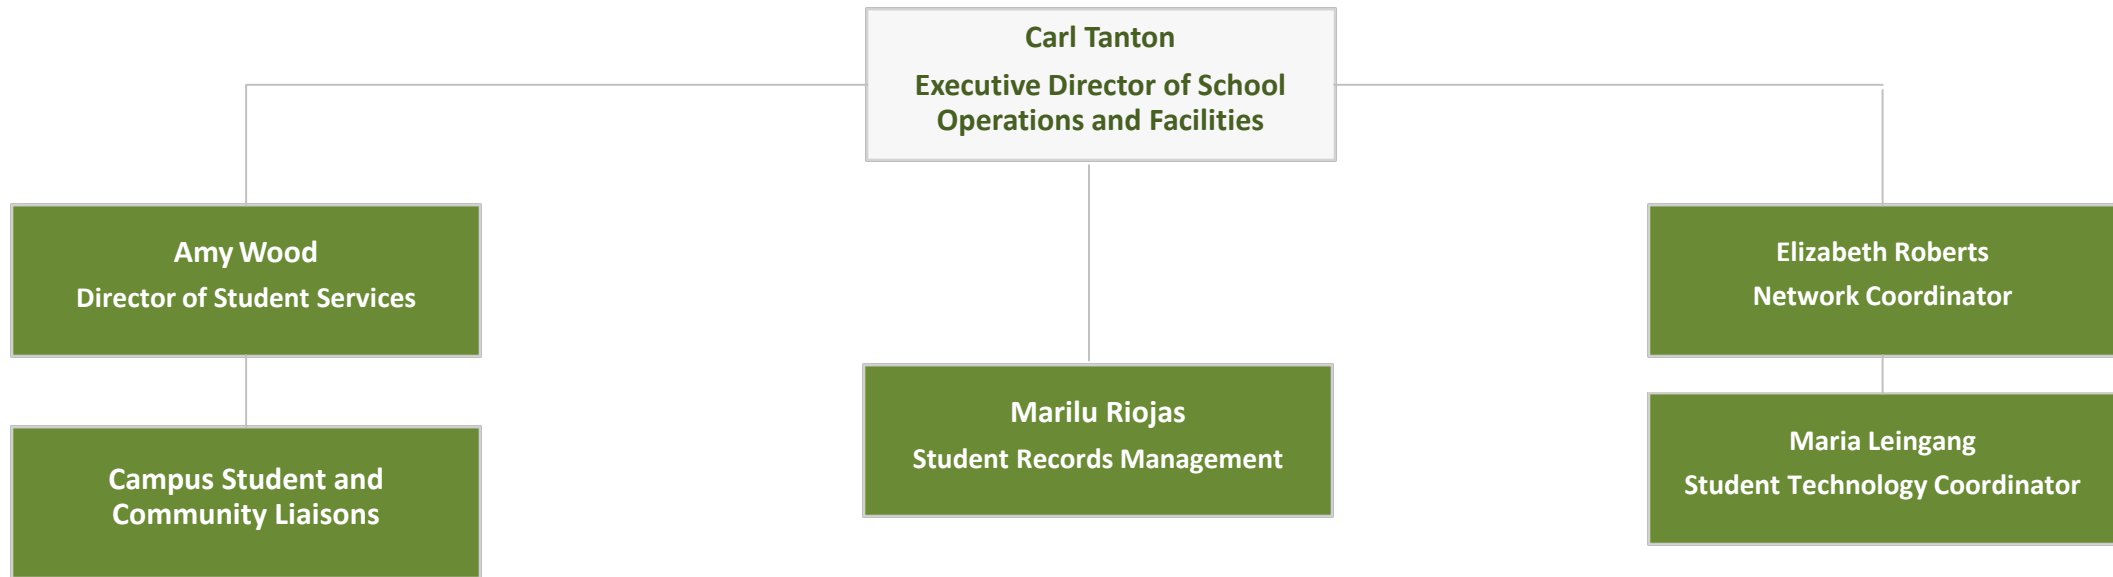 Carl Tanton
Executive Director of School
Operations and Facilities
Amy Wood
Director of Student Services
Elizabeth Roberts
Network Coordinator
Marilu Riojas
Student Records Management
Maria Leingang
Student Technology Coordinator
Campus Student and
Community Liaisons